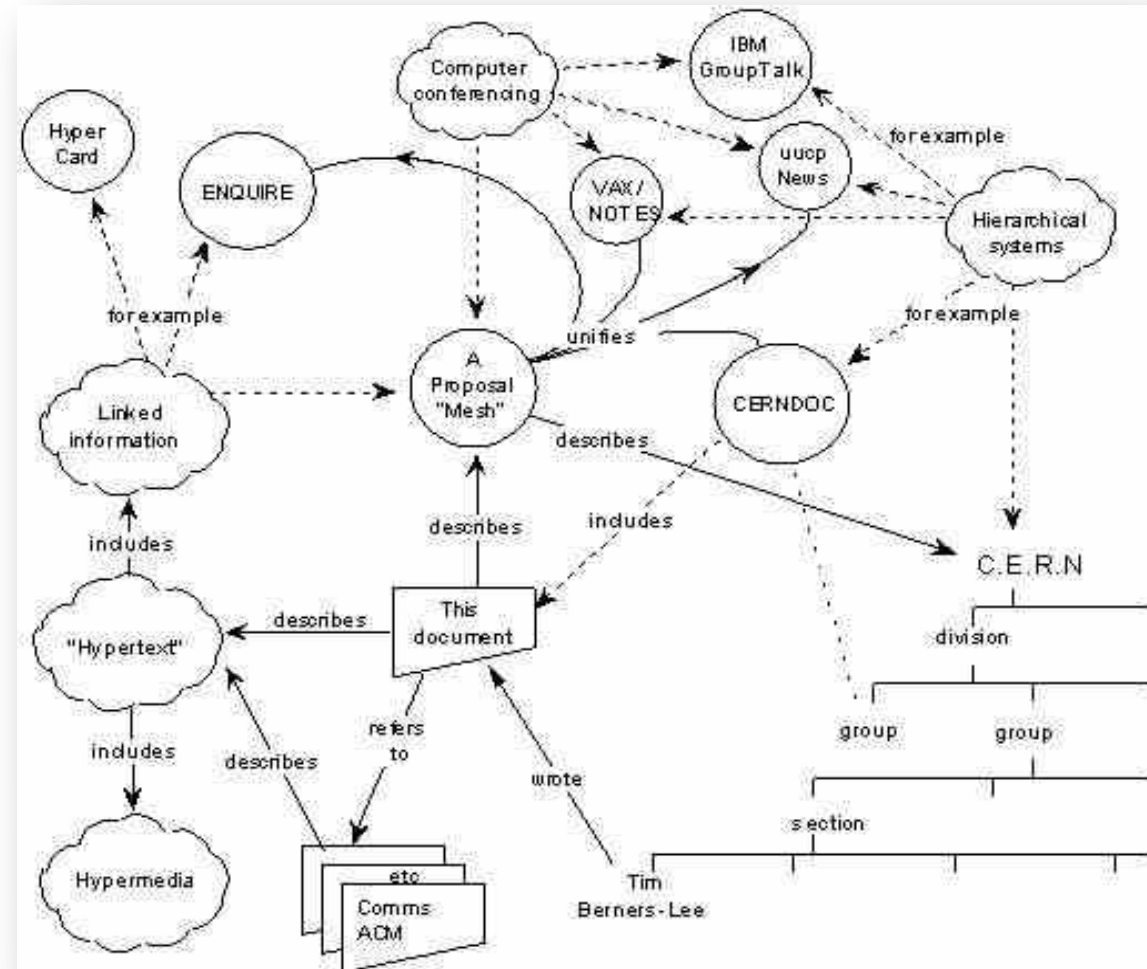 IBM
GroupTalk
Computer
conferencing
Hyper
Card
for example
uucp
News
ENQUIRE
VAX/
NOTES
Hierarchical
systems
for example
for example
unifies
A
Proposal
"Mesh"
CERNDOC
Linked
information
describes
describes
includes
includes
C.E.R.N
This
document
describes
division
"Hypertext"
refers
to
group
group
includes
describes
wrote
section
Hypermedia
etc
Tim
Berners-Lee
Comms
ACM